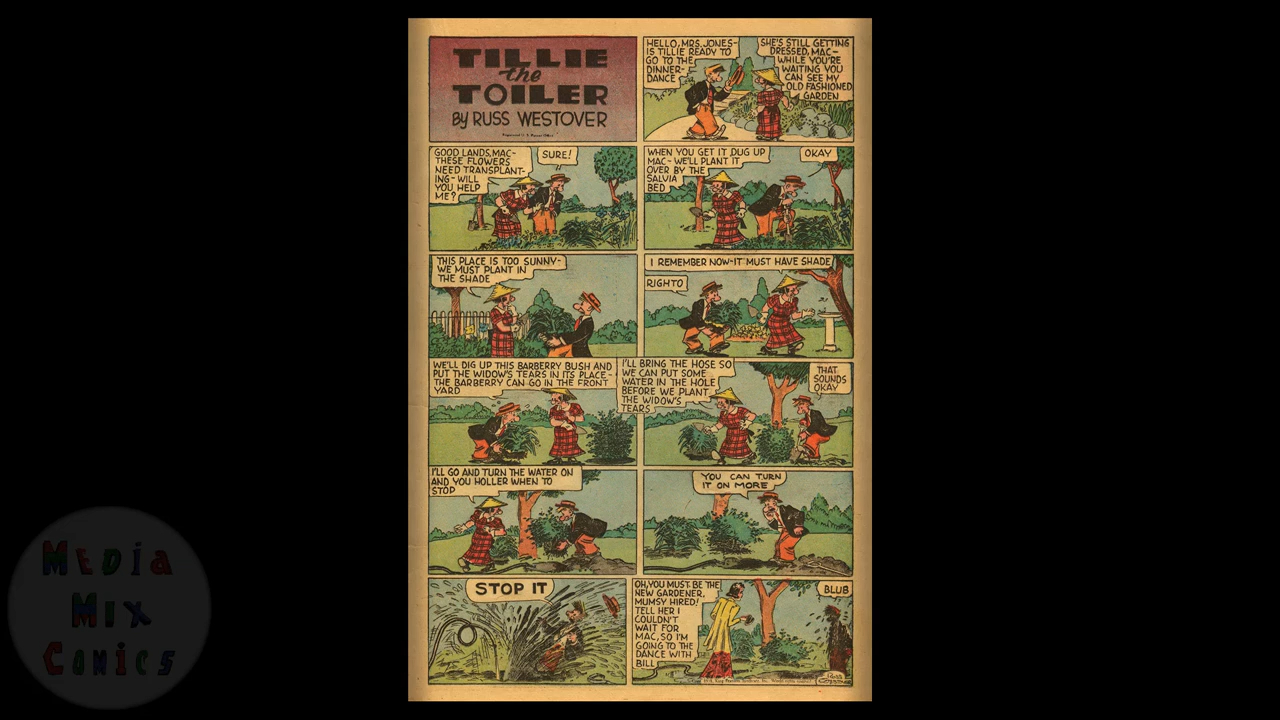 TILLIE
the
TOILER
By RUSS WESTOVER
HELLO, MRS. JONES-
IS TILLIE READY TO
GO TO THE
DINNER-
DANCE
SHE'S STILL GETTING
DRESSED, MAC-
WHILE YOU'RE
WAITING YOU
CAN SEE MY
OLD FASHIONED
GARDEN
GOOD LANDS, MAC-
THESE FLOWERS
NEED TRANSPLANT-
ING- WILL
YOU HELP
ME?
SURE!
WHEN YOU GET IT DUG UP
MAC- WE'LL PLANT IT
OVER BY THE
SALVIA
BED
OKAY
THIS PLACE IS TOO SUNNY-
WE MUST PLANT IN
THE SHADE
I REMEMBER NOW-IT MUST HAVE SHADE
RIGHTO
WE'LL DIG UP THIS BARBERRY BUSH AND
PUT THE WIDOW'S TEARS IN ITS PLACE-
THE BARBERRY CAN GO IN THE FRONT
YARD
I'LL BRING THE HOSE SO
WE CAN PUT SOME
WATER IN THE HOLE
BEFORE WE PLANT
THE WIDOW'S
TEARS
THAT
SOUNDS
OKAY
I'LL GO AND TURN THE WATER ON
AND YOU HOLLER WHEN TO
STOP
YOU CAN TURN
IT ON MORE
STOP IT
OH, YOU MUST BE THE
NEW GARDENER,
MUMSY HIRED!
TELL HER I
COULDN'T
WAIT FOR
MAC, SO I'M
GOING TO THE
DANCE WITH
BILL
BLUB
MEDIA
MIX
COMICS